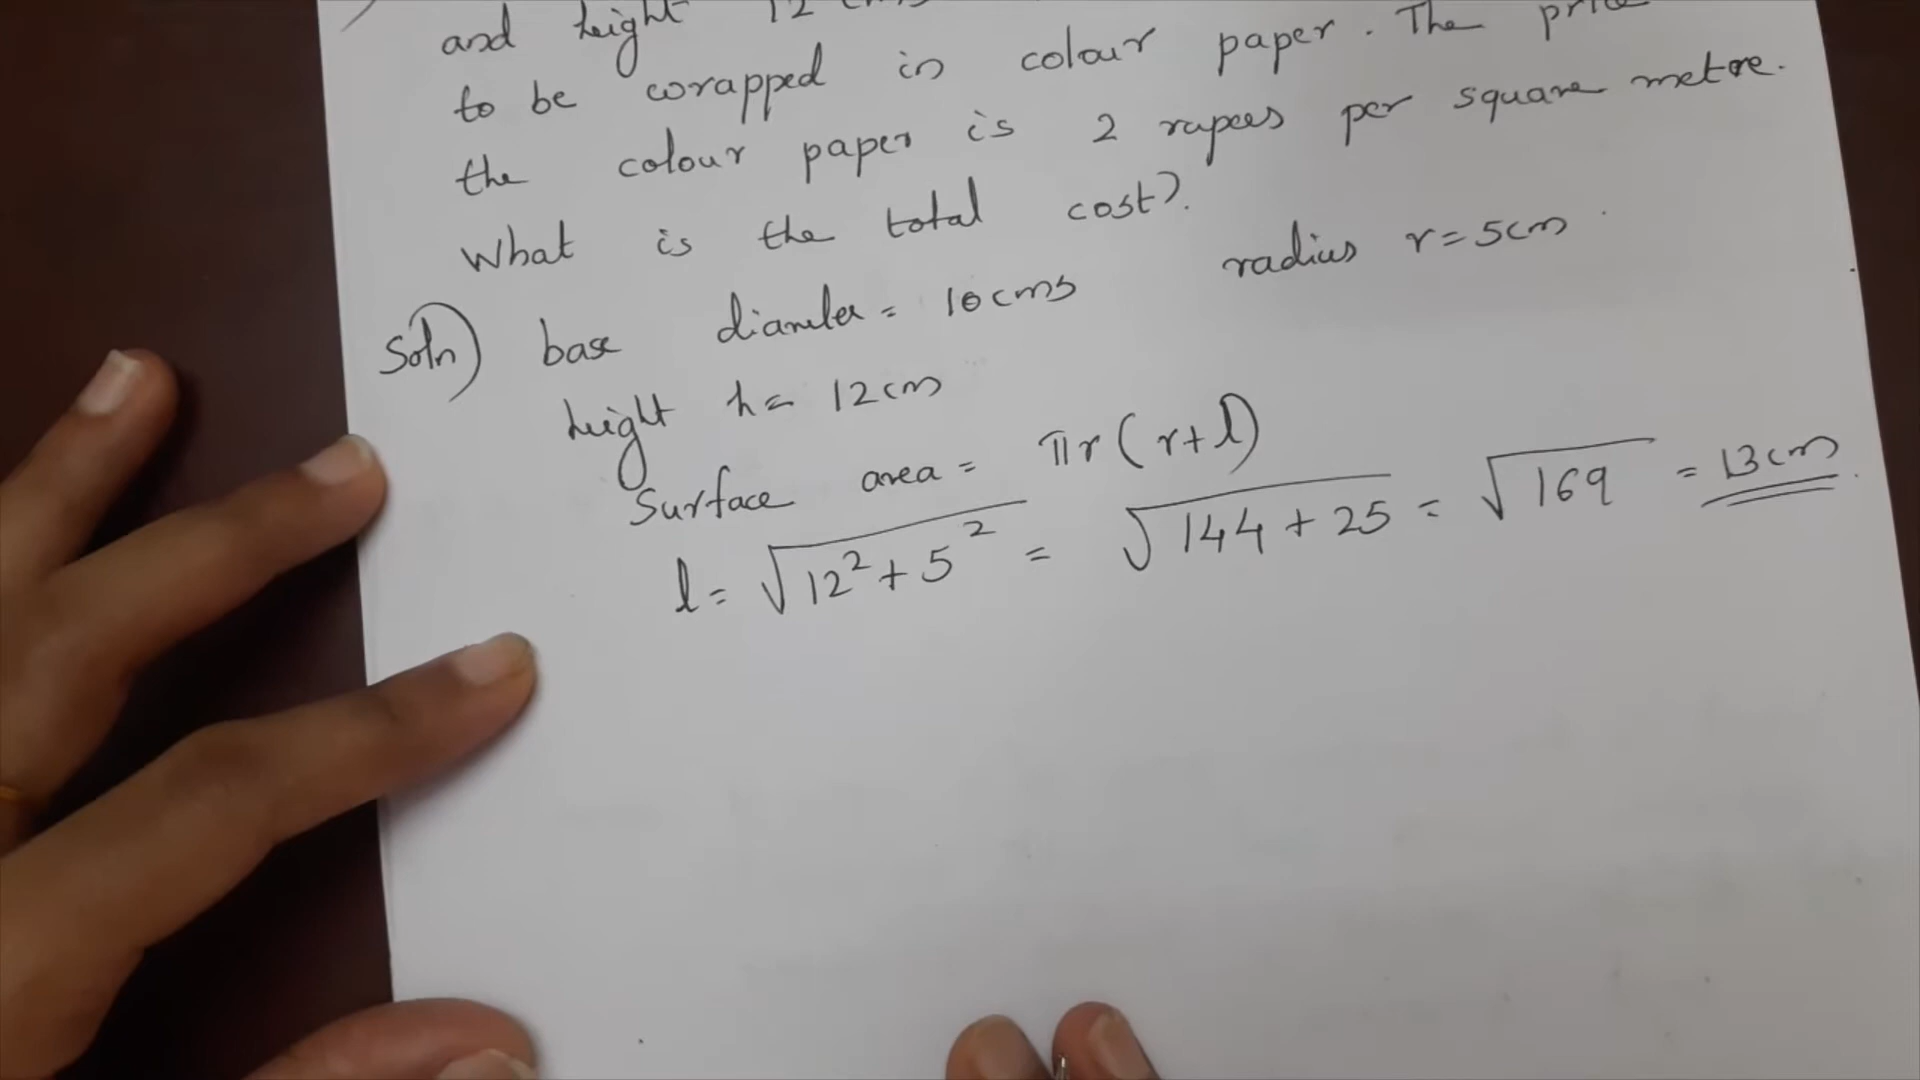 and height 12 cms
to be wrapped in colour paper. The price
the colour paper is 2 rupees per square metre.
What is the total cost?
Soln) base diameter = 10cms radius r=5cm
height h= 12cm
Surface area = πr(r+l)
l= √12²+5² = √144+25 = √169 = 13cm